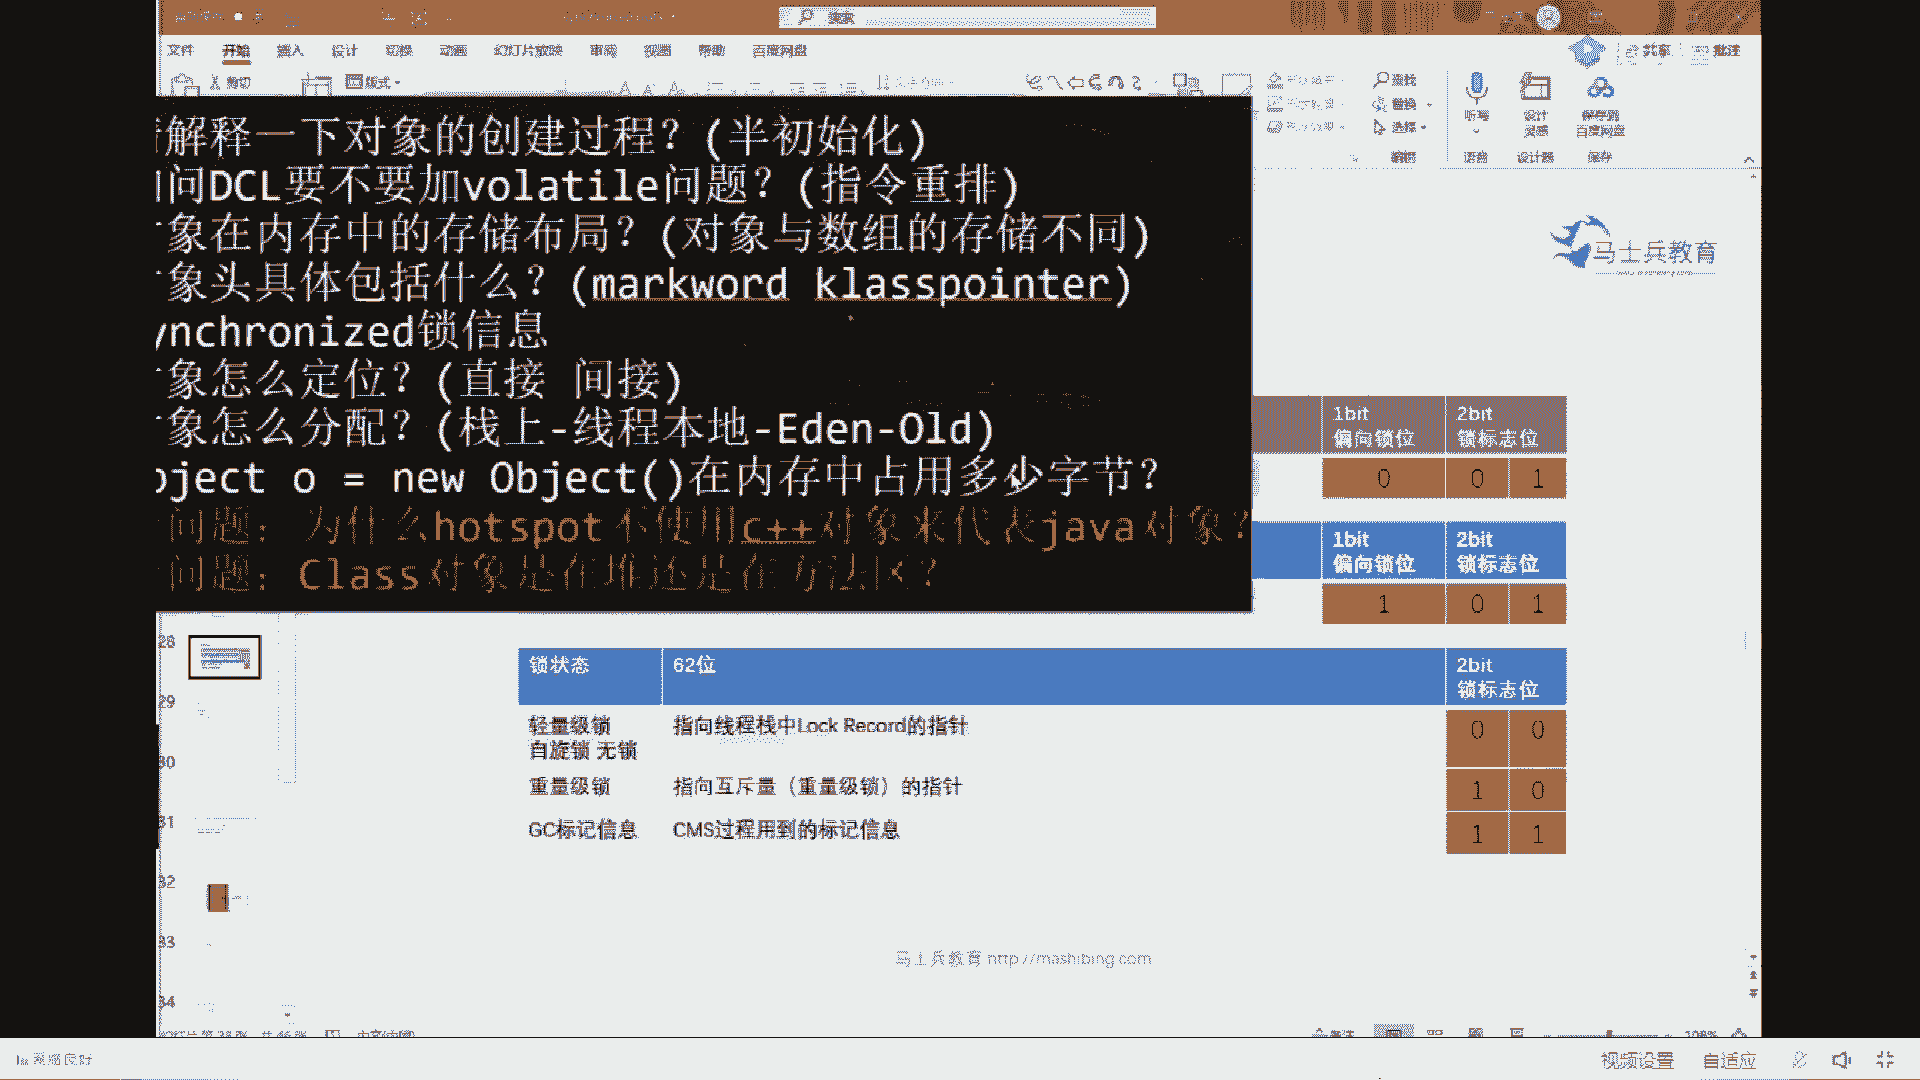 搜索
文件 开始 插入 设计 切换 动画 幻灯片放映 审阅 视图 帮助 百度网盘 共享 批注
剪切 版式 查找
替换
选择
听写 设计灵感 保存到百度网盘
编辑 语音 设计器 保存
解释一下对象的创建过程？(半初始化)
问DCL要不要加volatile问题？(指令重排)
象在内存中的存储布局？(对象与数组的存储不同)
象头具体包括什么？(markword klasspointer)
ynchronized锁信息
象怎么定位？(直接 间接)
象怎么分配？(栈上-线程本地-Eden-Old)
bject o = new Object()在内存中占用多少字节？
问题：为什么hotspot不使用c++对象来代表java对象？
问题：Class对象是在堆还是在方法区？
马士兵教育
1bit 2bit
偏向锁位 锁标志位
0 0 1
1bit 2bit
偏向锁位 锁标志位
1 0 1
锁状态 62位 2bit
锁标志位
轻量级锁 指向线程栈中Lock Record的指针 0 0
自旋锁 无锁
重量级锁 指向互斥量（重量级锁）的指针 1 0
GC标记信息 CMS过程用到的标记信息 1 1
28
29
30
31
32
33
34
马士兵教育 http://mashibing.com
网络良好 视频设置 自适应